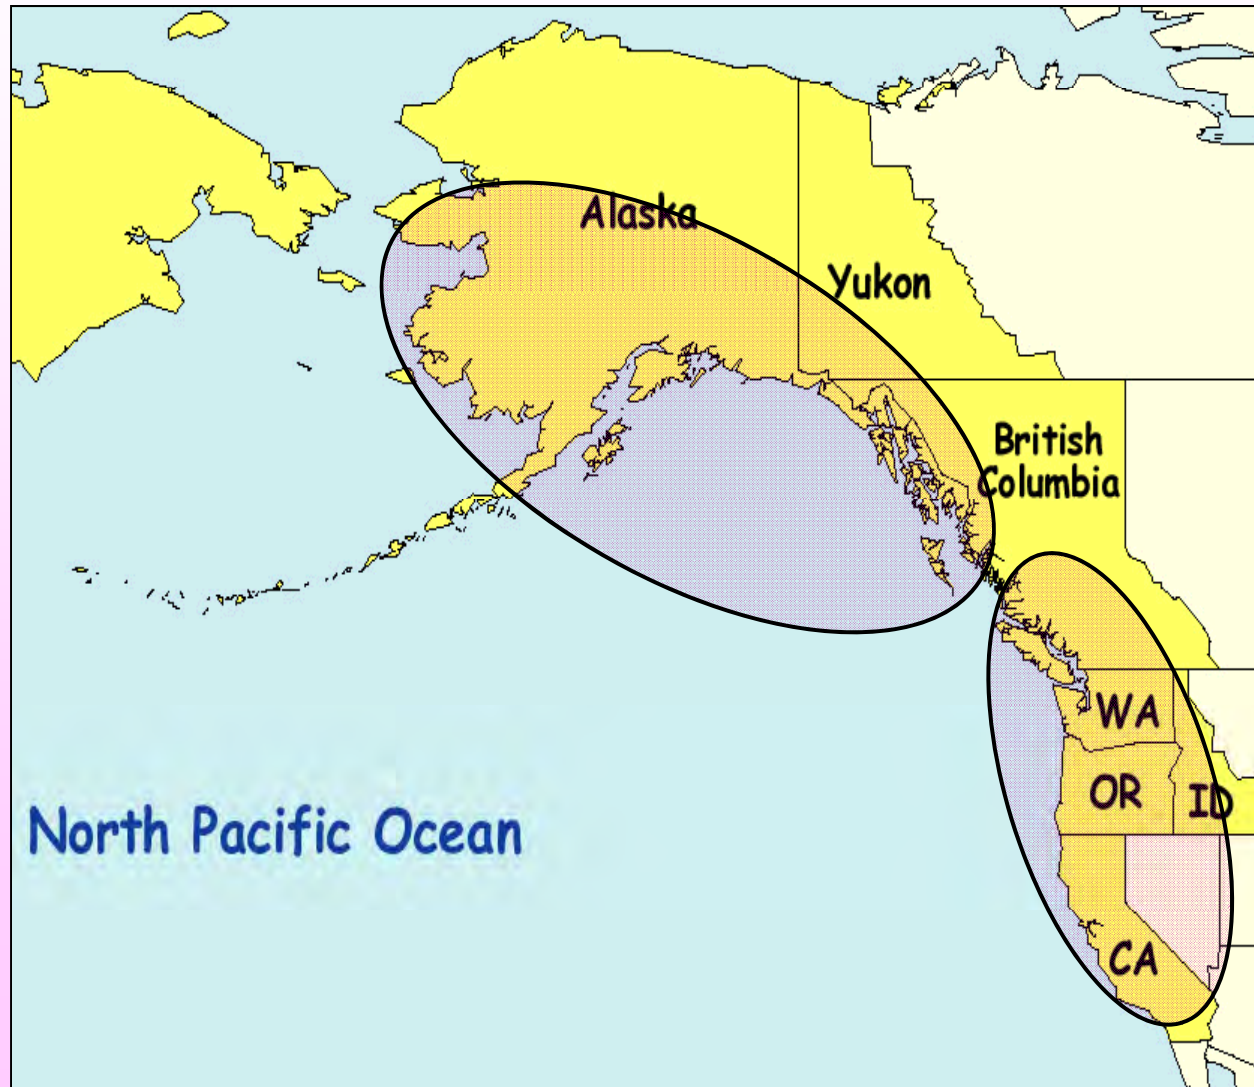 Alaska
Yukon
British
Columbia
WA
OR
ID
North Pacific Ocean
CA